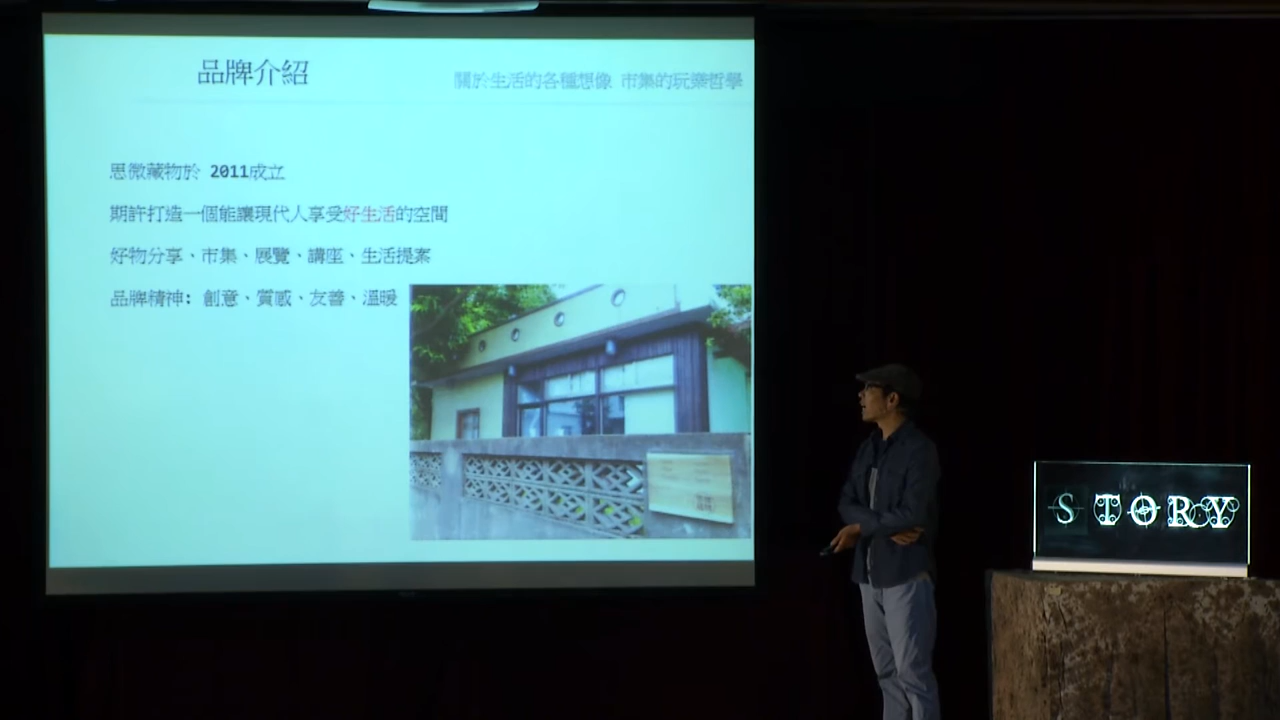 品牌介紹
關於生活的各種想像 市集的玩樂哲學
思微藏物於 2011成立
期許打造一個能讓現代人享受好生活的空間
好物分享、市集、展覽、講座、生活提案
品牌精神: 創意、質感、友善、溫暖
STORY